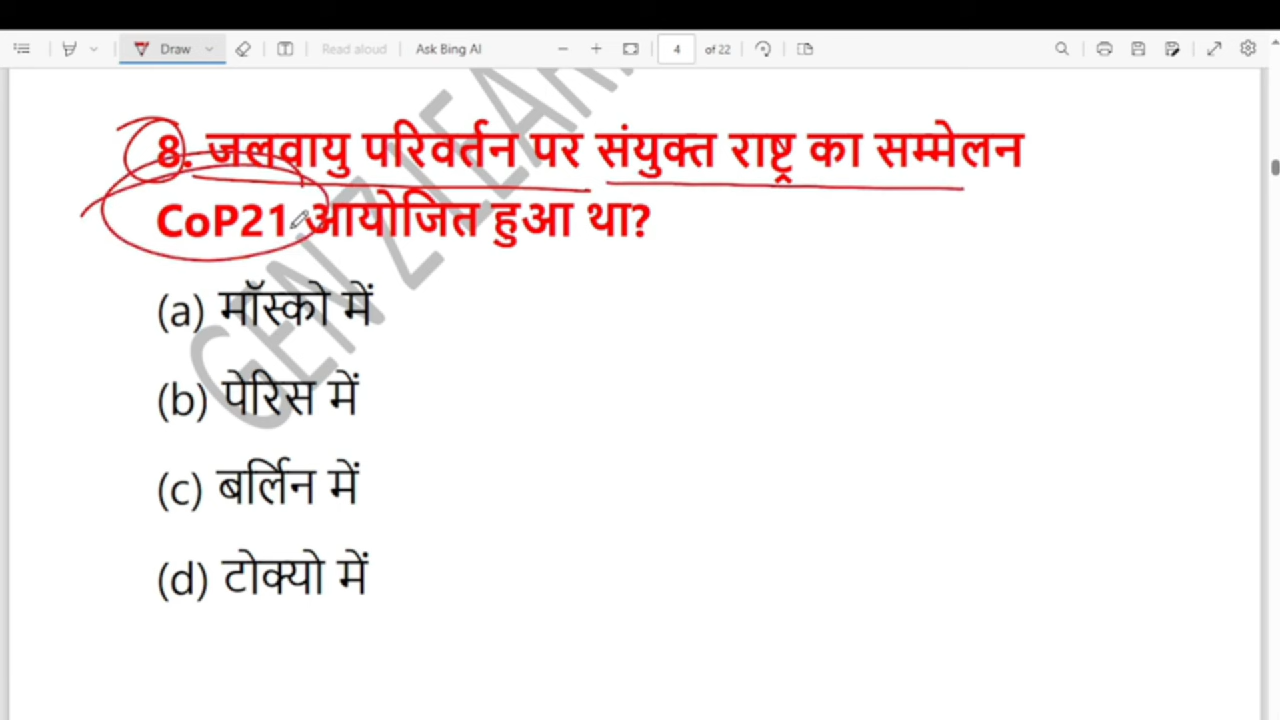 Draw
Read aloud
Ask Bing AI
4
of 22
8. जलवायु परिवर्तन पर संयुक्त राष्ट्र का सम्मेलन
CoP21 आयोजित हुआ था?
(a) मॉस्को में
(b) पेरिस में
(c) बर्लिन में
(d) टोक्यो में